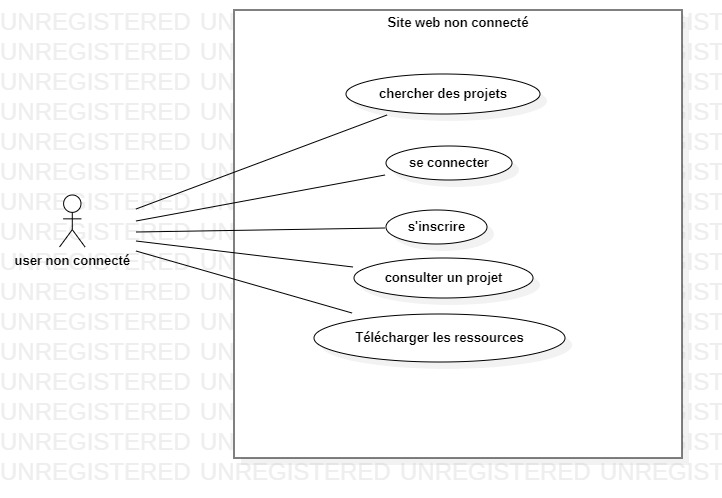 Site web non connecté
chercher des projets
se connecter
s'inscrire
user non connecté
consulter un projet
Télécharger les ressources
UNREGISTERED UNREGISTERED UNREGISTERED UNREGIST